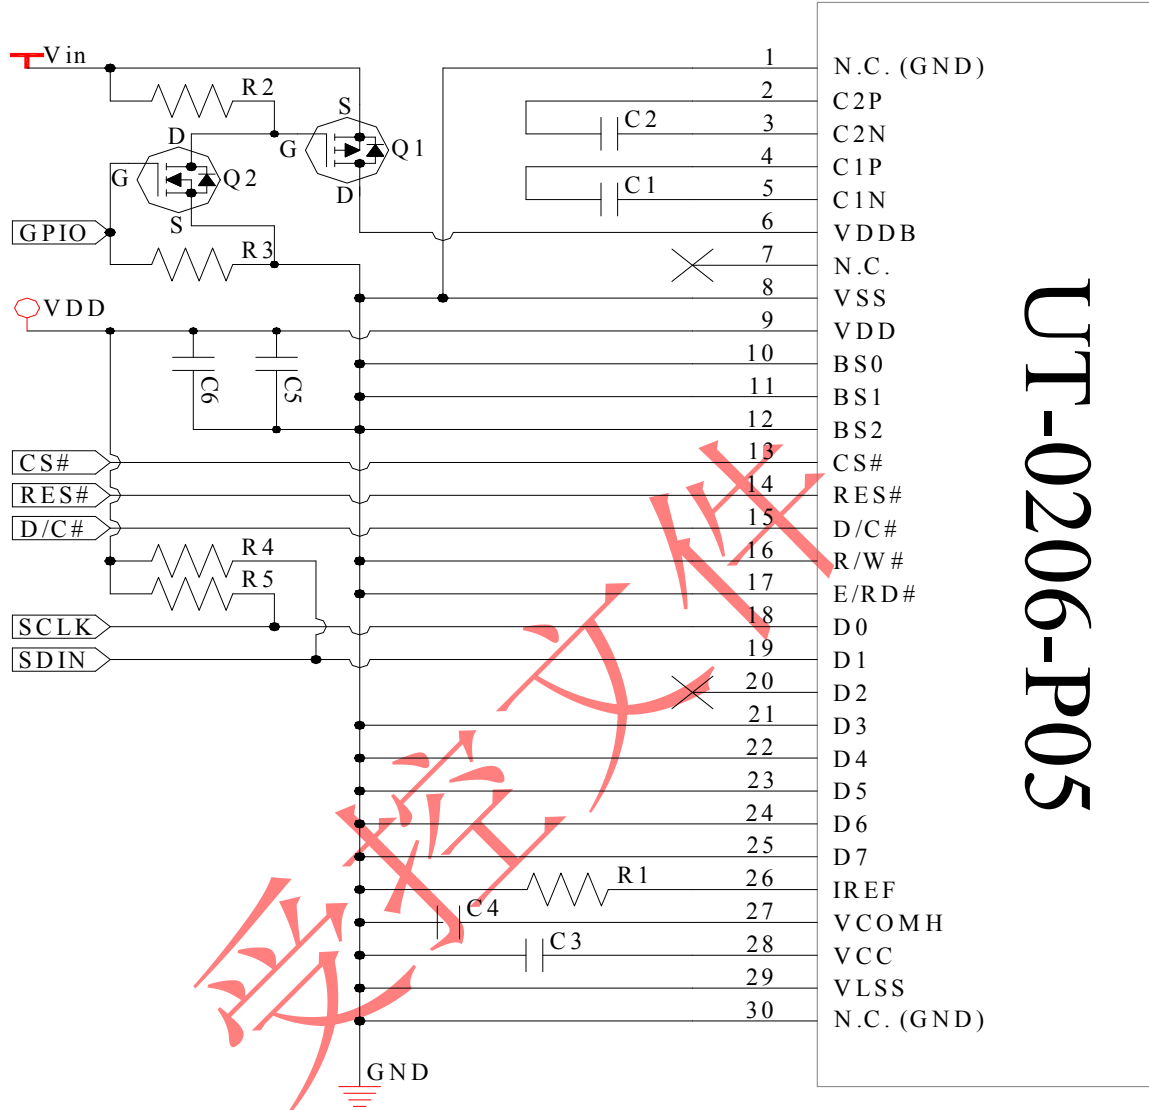 Vin
R2
S
D
G
Q1
G
Q2
D
S
GPIO
R3
VDD
C6
C5
CS#
RES#
D/C#
R4
R5
SCLK
SDIN
C2
C1
R1
C4
C3
GND
1 N.C. (GND)
2 C2P
3 C2N
4 C1P
5 C1N
6 VDDB
7 N.C.
8 VSS
9 VDD
10 BS0
11 BS1
12 BS2
13 CS#
14 RES#
15 D/C#
16 R/W#
17 E/RD#
18 D0
19 D1
20 D2
21 D3
22 D4
23 D5
24 D6
25 D7
26 IREF
27 VCOMH
28 VCC
29 VLSS
30 N.C. (GND)
UT-0206-P05
受控文件